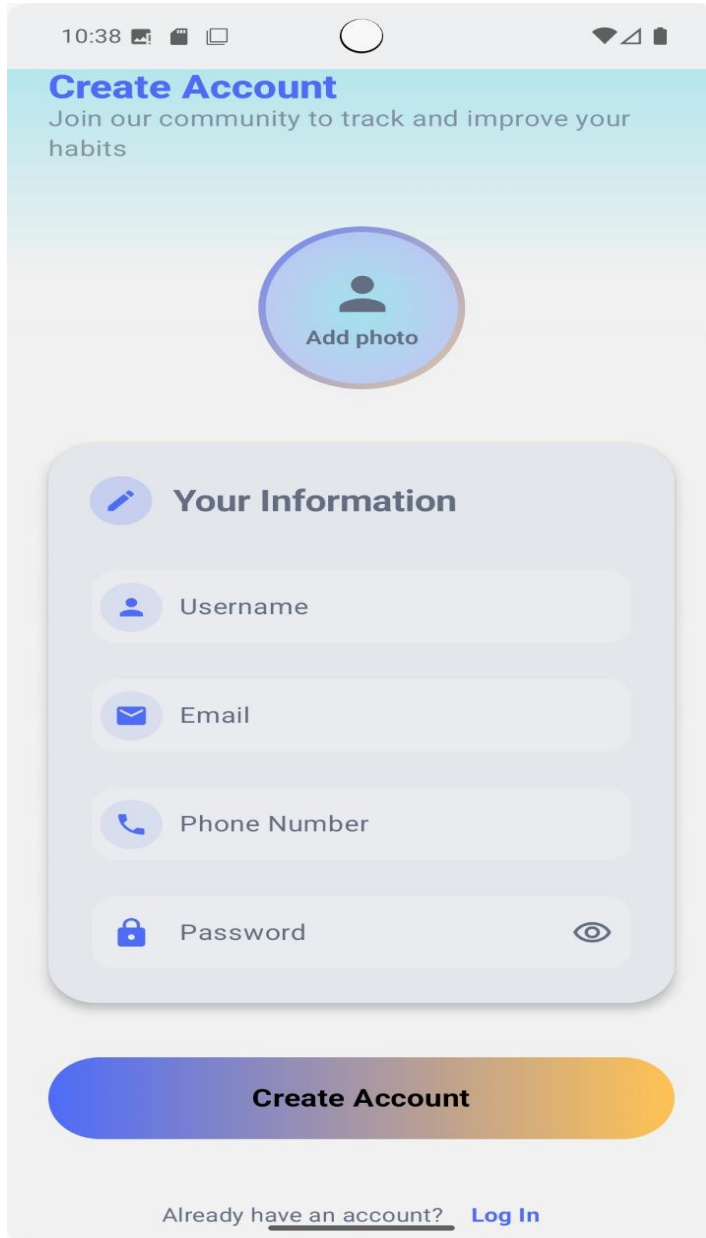 10:38
Create Account
Join our community to track and improve your
habits
Add photo
Your Information
Username
Email
Phone Number
Password
Create Account
Already have an account? Log In